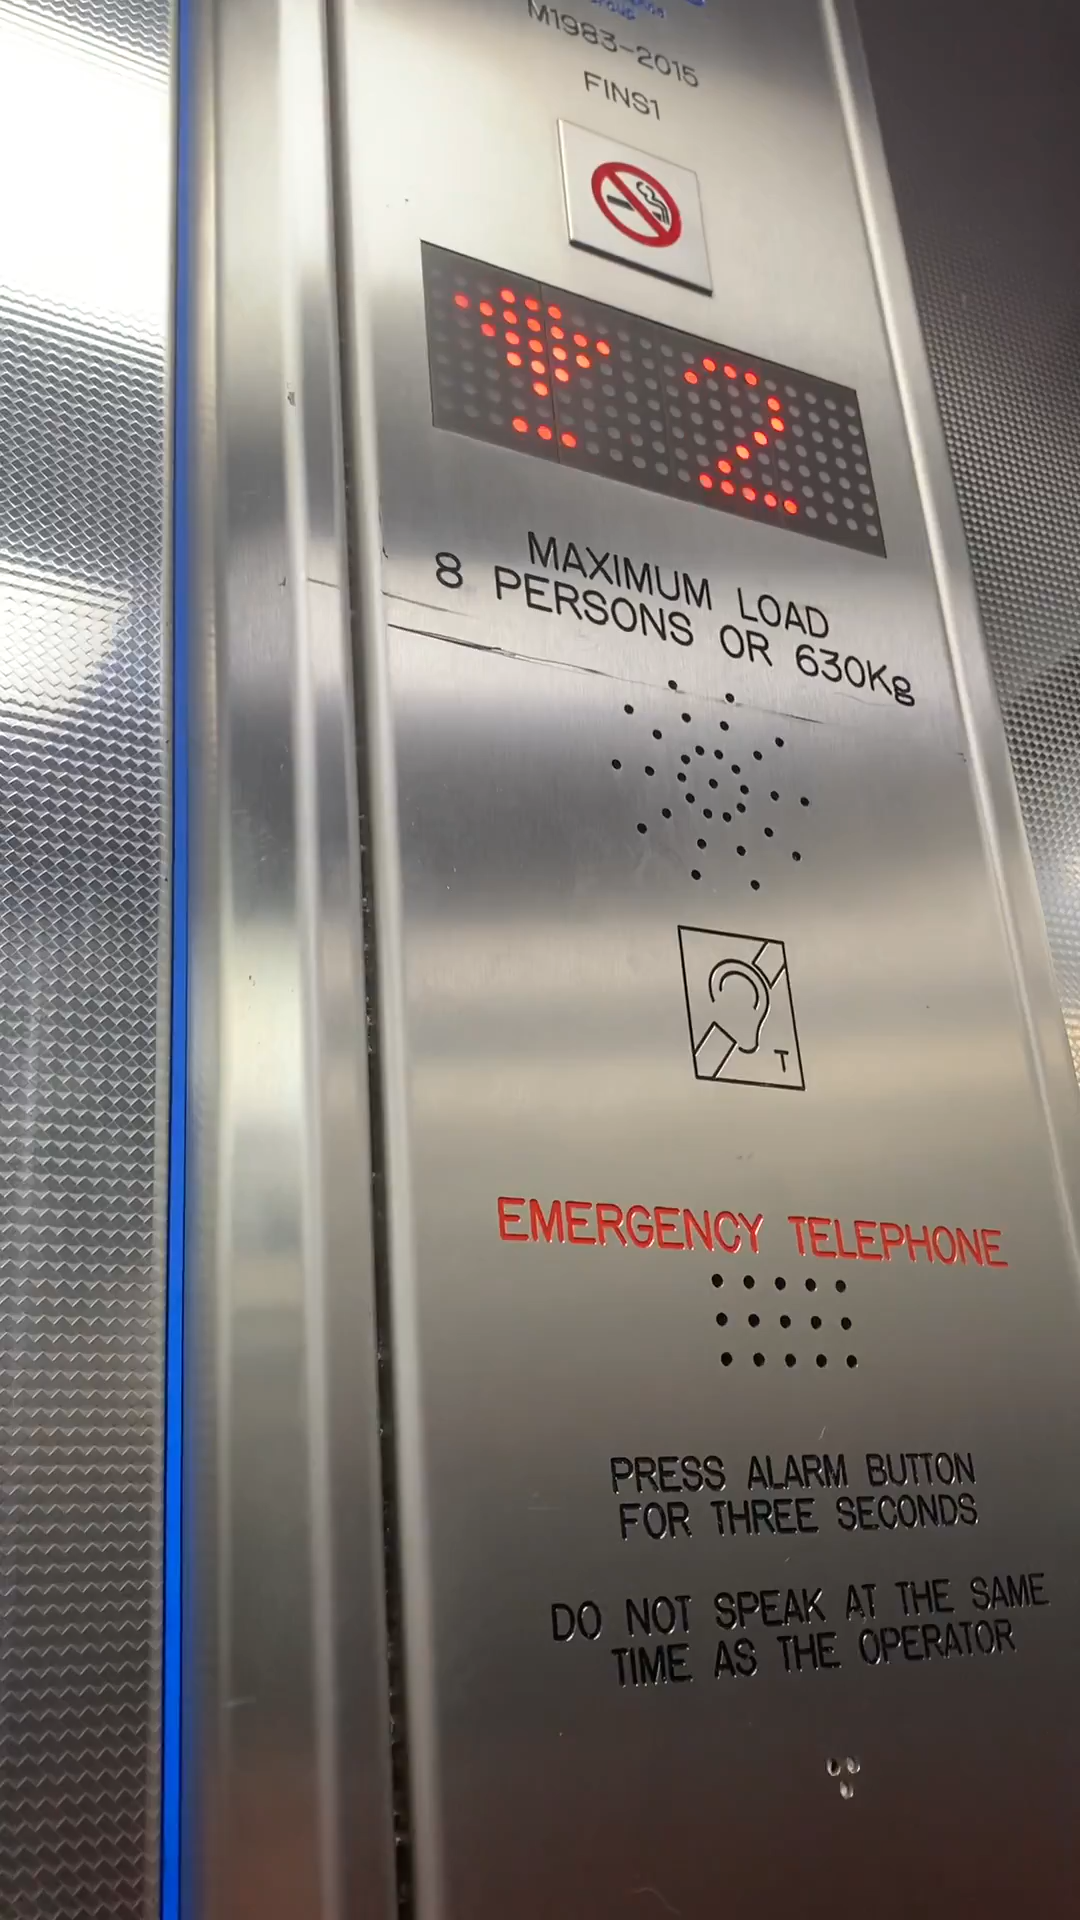 M1983-2015
FINS1
2
MAXIMUM LOAD
8 PERSONS OR 630Kg
T
EMERGENCY TELEPHONE
PRESS ALARM BUTTON
FOR THREE SECONDS
DO NOT SPEAK AT THE SAME
TIME AS THE OPERATOR